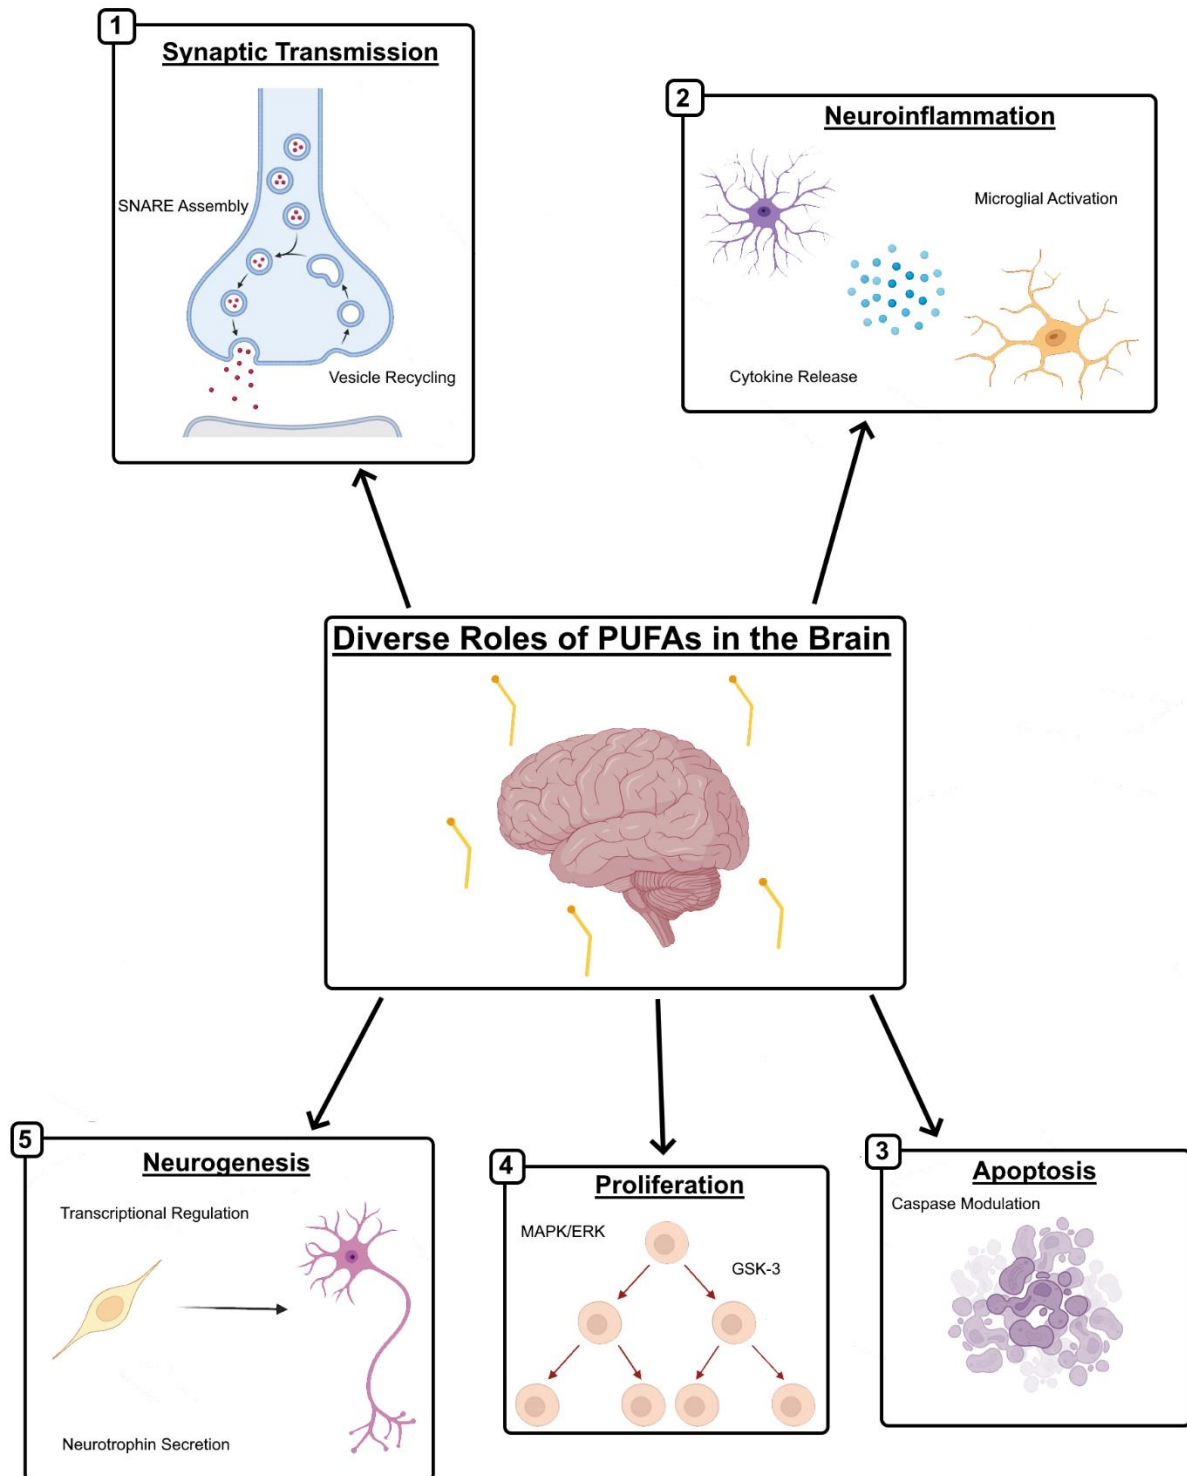 1
Synaptic Transmission
SNARE Assembly
Vesicle Recycling
2
Neuroinflammation
Microglial Activation
Cytokine Release
Diverse Roles of PUFAs in the Brain
5
Neurogenesis
Transcriptional Regulation
Neurotrophin Secretion
4
Proliferation
MAPK/ERK
GSK-3
3
Apoptosis
Caspase Modulation